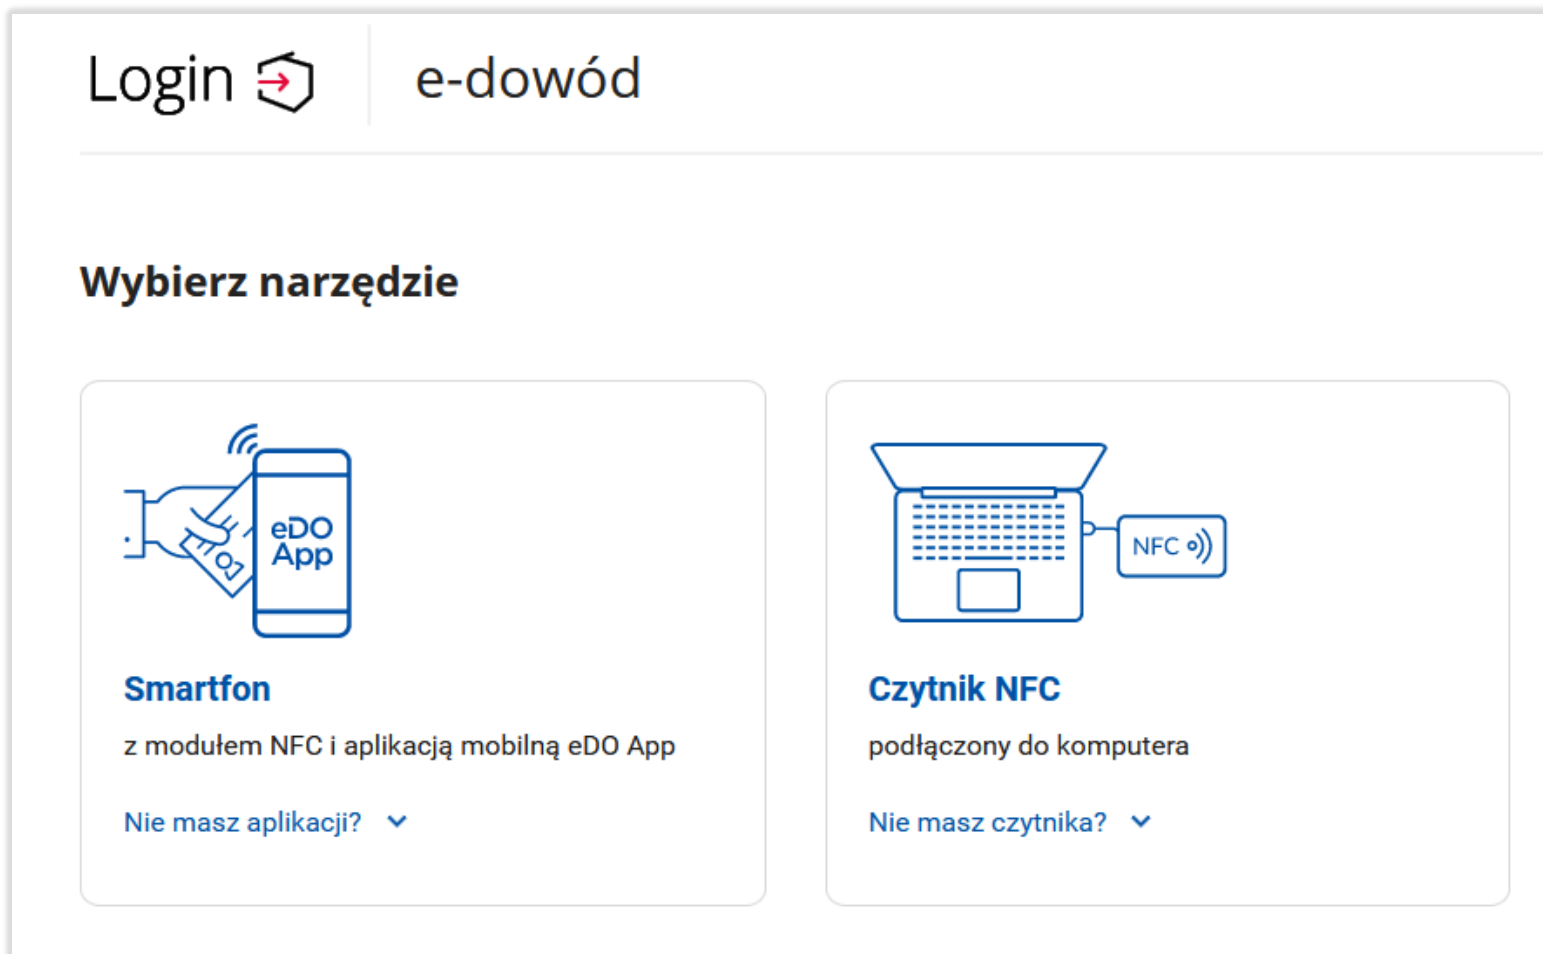 Login
e-dowód
Wybierz narzędzie
eDO
App
NFC
Smartfon
z modułem NFC i aplikacją mobilną eDO App
Nie masz aplikacji?
Czytnik NFC
podłączony do komputera
Nie masz czytnika?